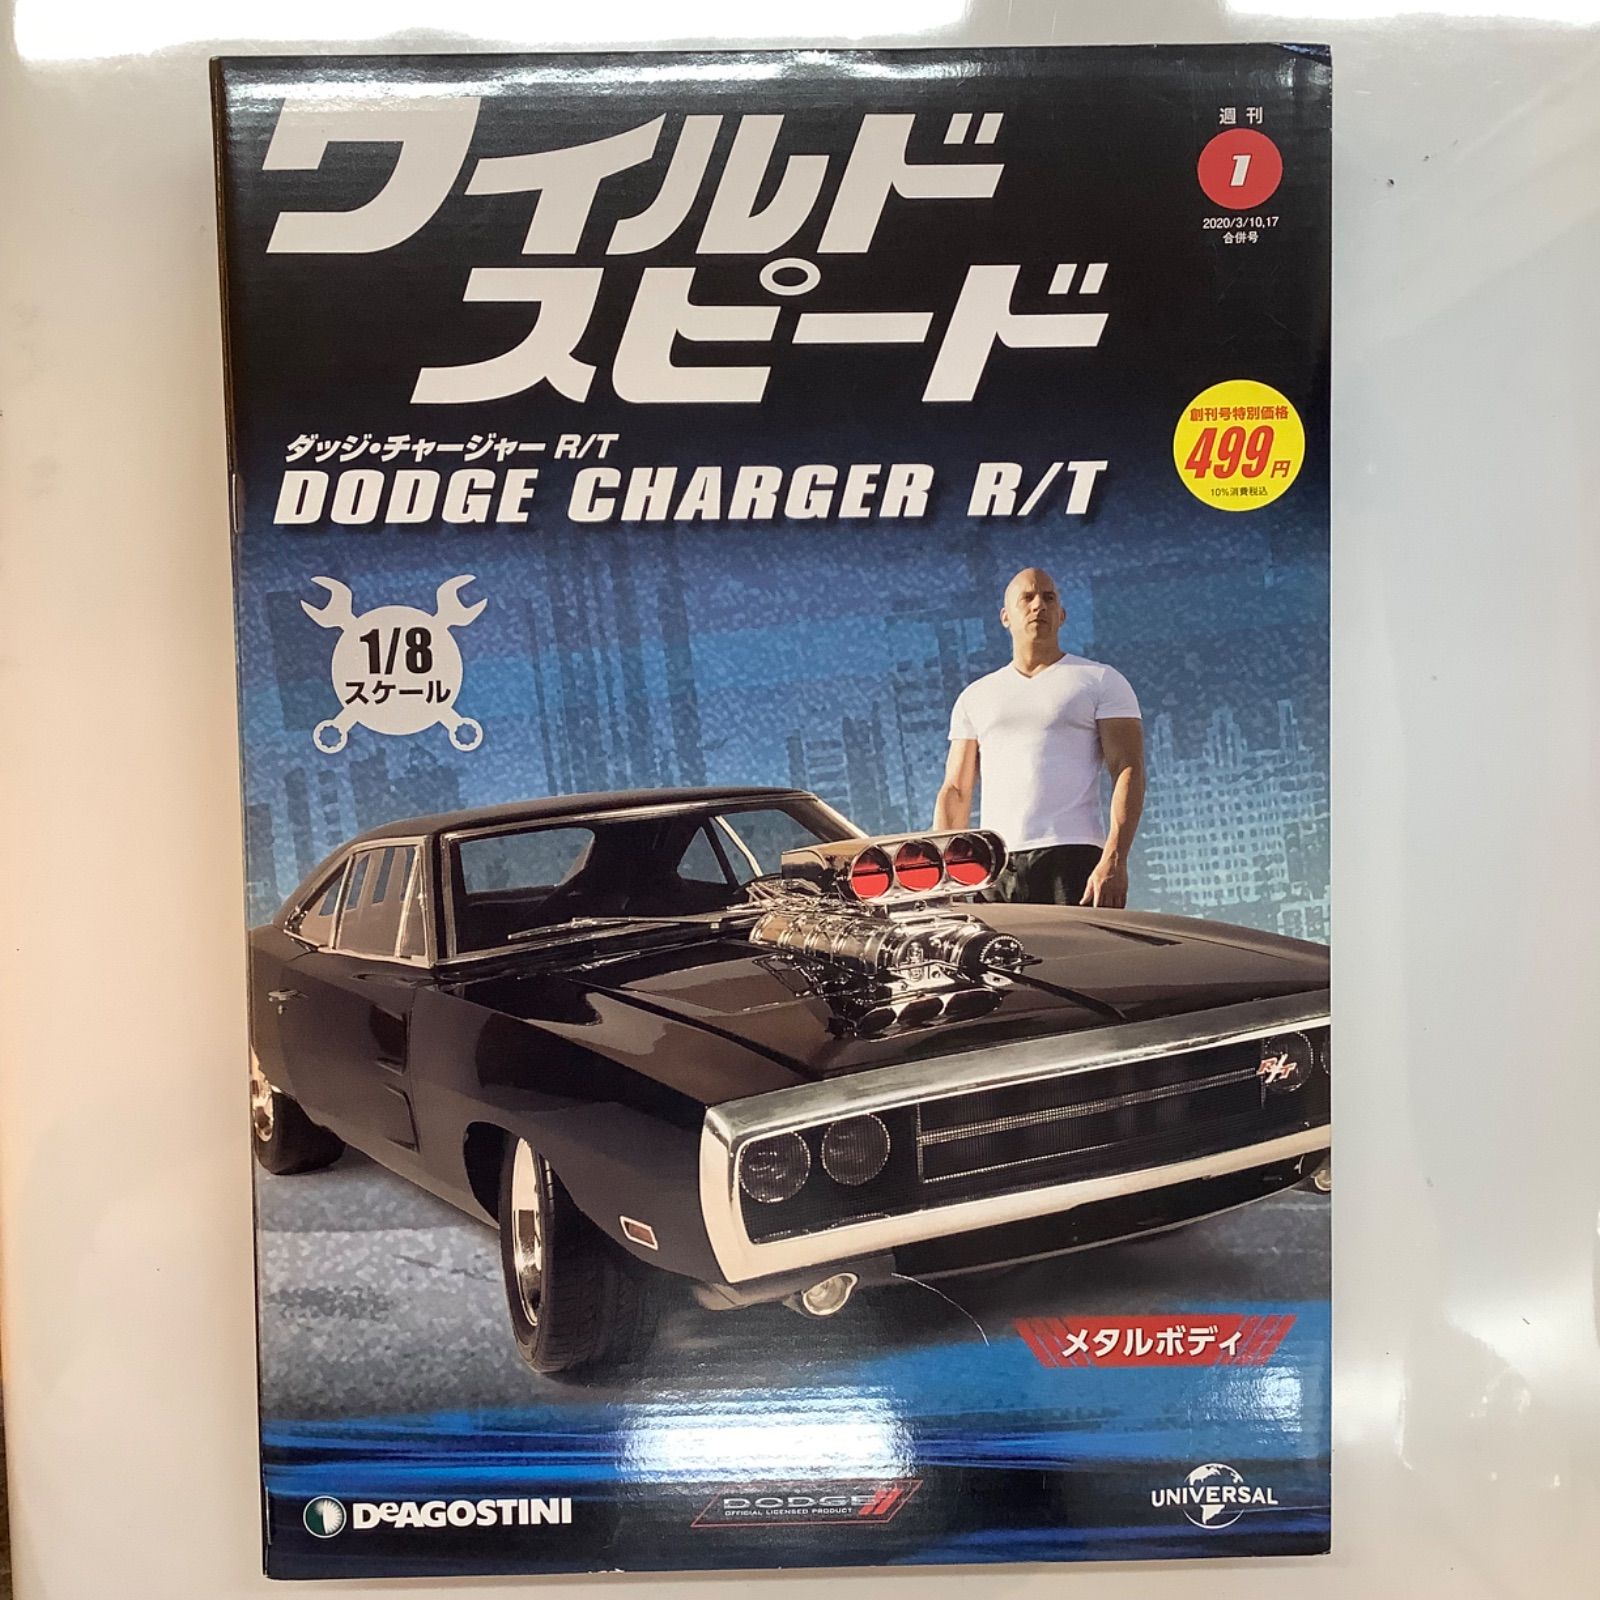 ワイルド
スピード
週刊
1
2020/3/10,17
合併号
創刊号特別価格
499円
10%消費税込
ダッジ・チャージャー R/T
DODGE CHARGER R/T
1/8
スケール
R/T
メタルボディ
DEAGOSTINI
DODGE
OFFICIAL LICENSED PRODUCT
UNIVERSAL